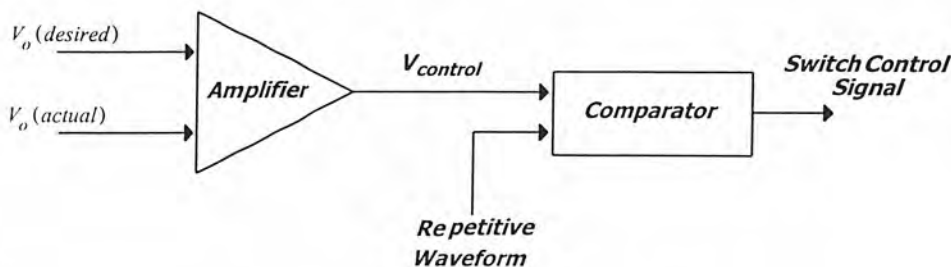 V_o (desired)
V_o (actual)
Amplifier
V_control
Comparator
Switch Control
Signal
Repetitive
Waveform